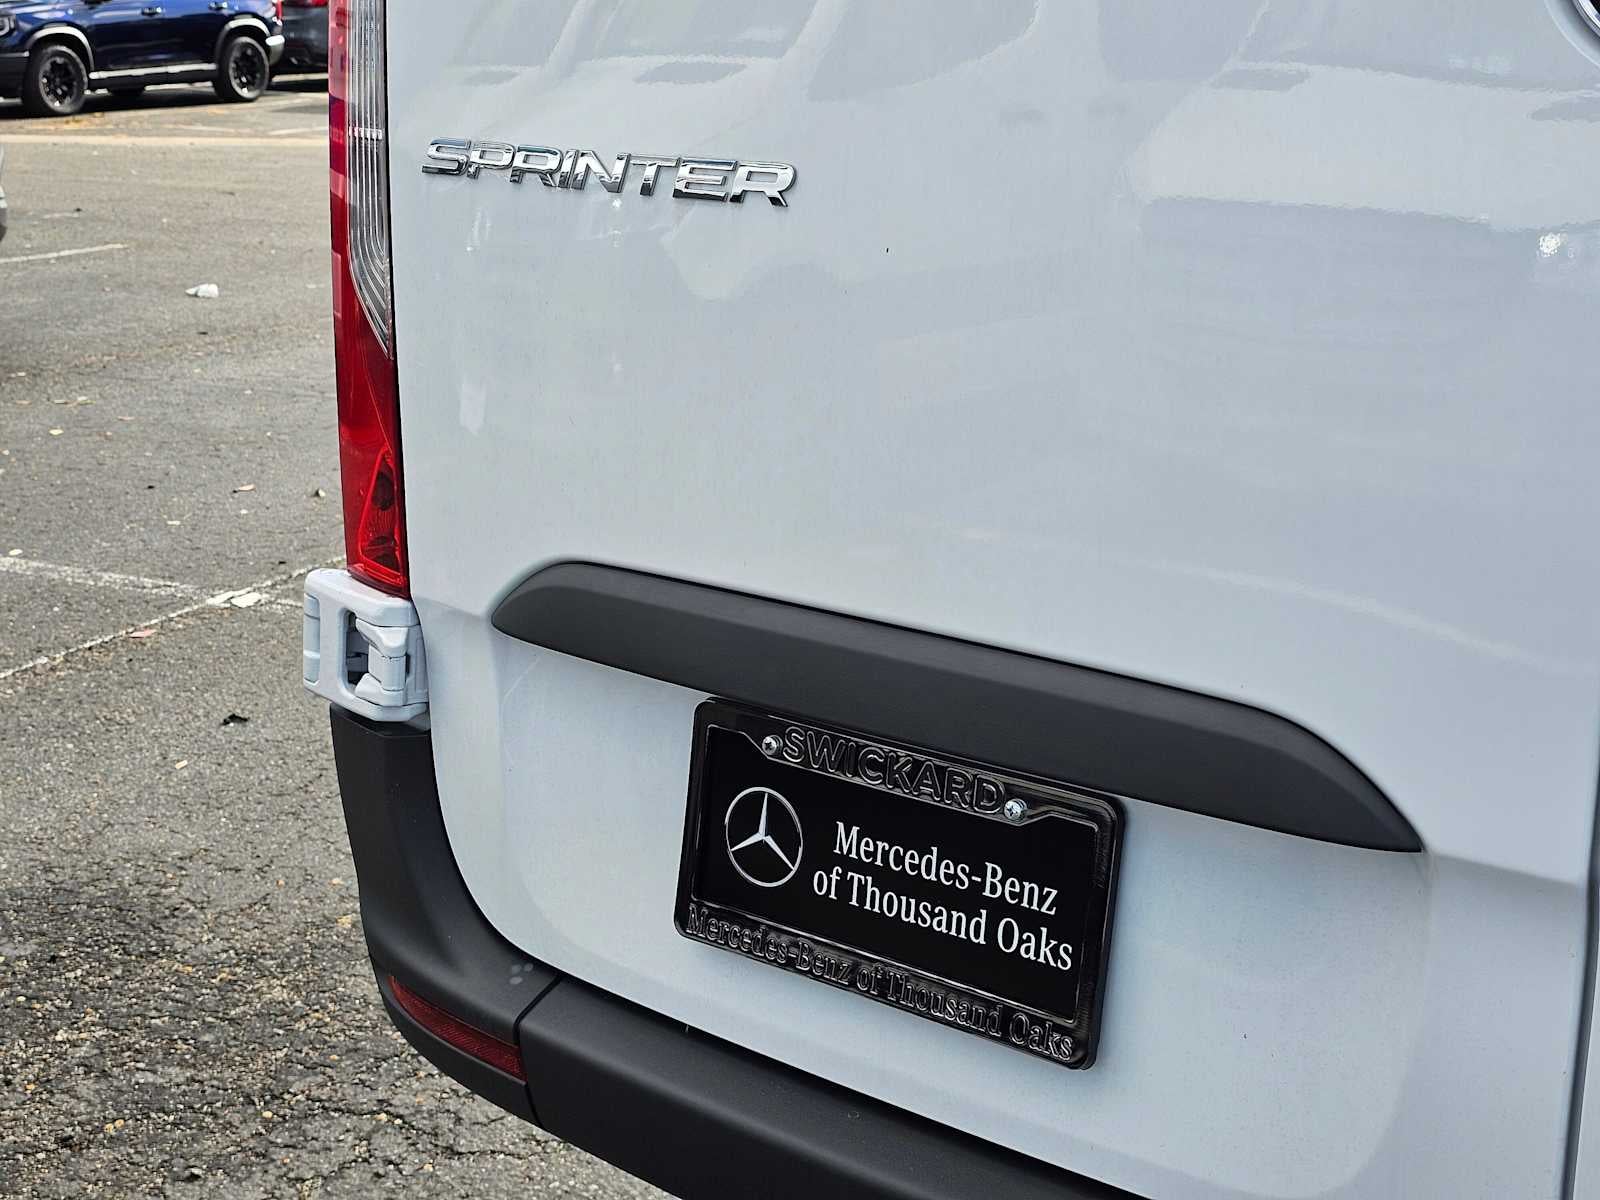 SPRINTER
SWICKARD
Mercedes-Benz
of Thousand Oaks
Mercedes-Benz of Thousand Oaks